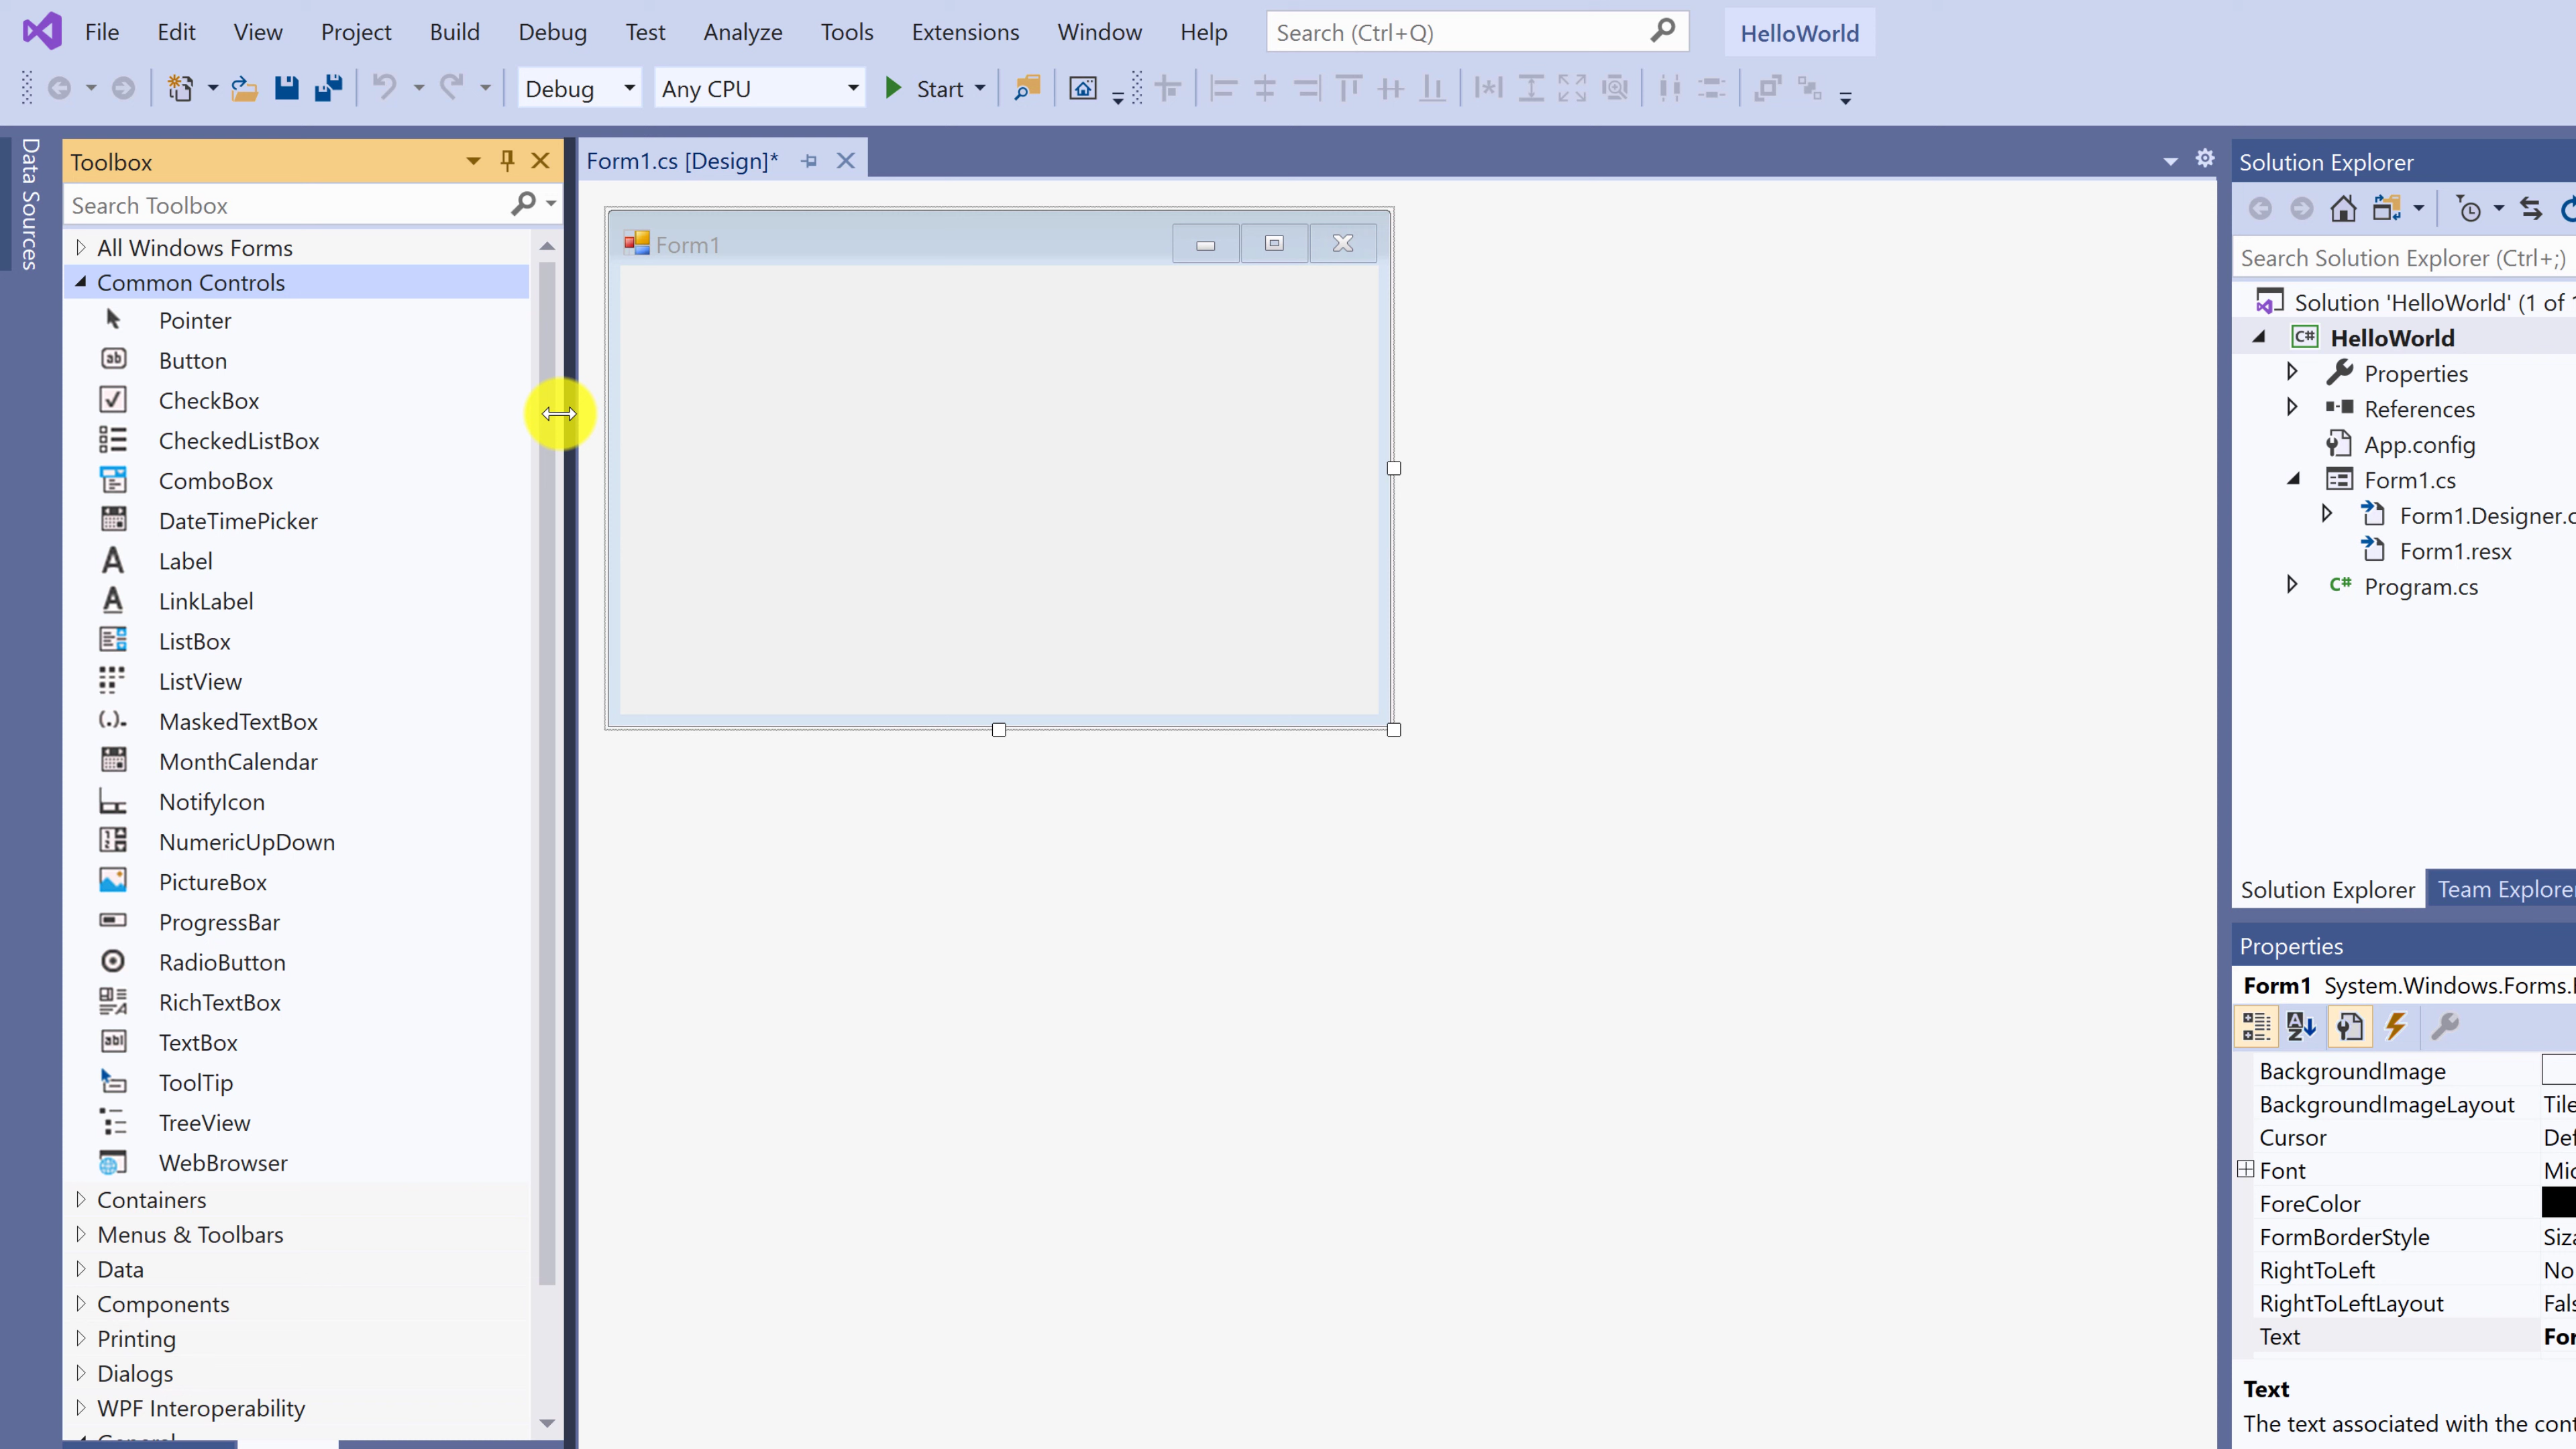 File Edit View Project Build Debug Test Analyze Tools Extensions Window Help Search (Ctrl+Q) HelloWorld
Debug Any CPU Start
Data Sources
Toolbox
Search Toolbox
All Windows Forms
Common Controls
Pointer
Button
CheckBox
CheckedListBox
ComboBox
DateTimePicker
Label
LinkLabel
ListBox
ListView
MaskedTextBox
MonthCalendar
NotifyIcon
NumericUpDown
PictureBox
ProgressBar
RadioButton
RichTextBox
TextBox
ToolTip
TreeView
WebBrowser
Containers
Menus & Toolbars
Data
Components
Printing
Dialogs
WPF Interoperability
Form1.cs [Design]*
Form1
Solution Explorer
Search Solution Explorer (Ctrl+;)
Solution 'HelloWorld' (1 of
HelloWorld
Properties
References
App.config
Form1.cs
Form1.Designer.c
Form1.resx
Program.cs
Solution Explorer Team Explorer
Properties
Form1 System.Windows.Forms.
BackgroundImage
BackgroundImageLayout Tile
Cursor Def
Font Mic
ForeColor
FormBorderStyle Siza
RightToLeft No
RightToLeftLayout Fals
Text For
Text
The text associated with the cont